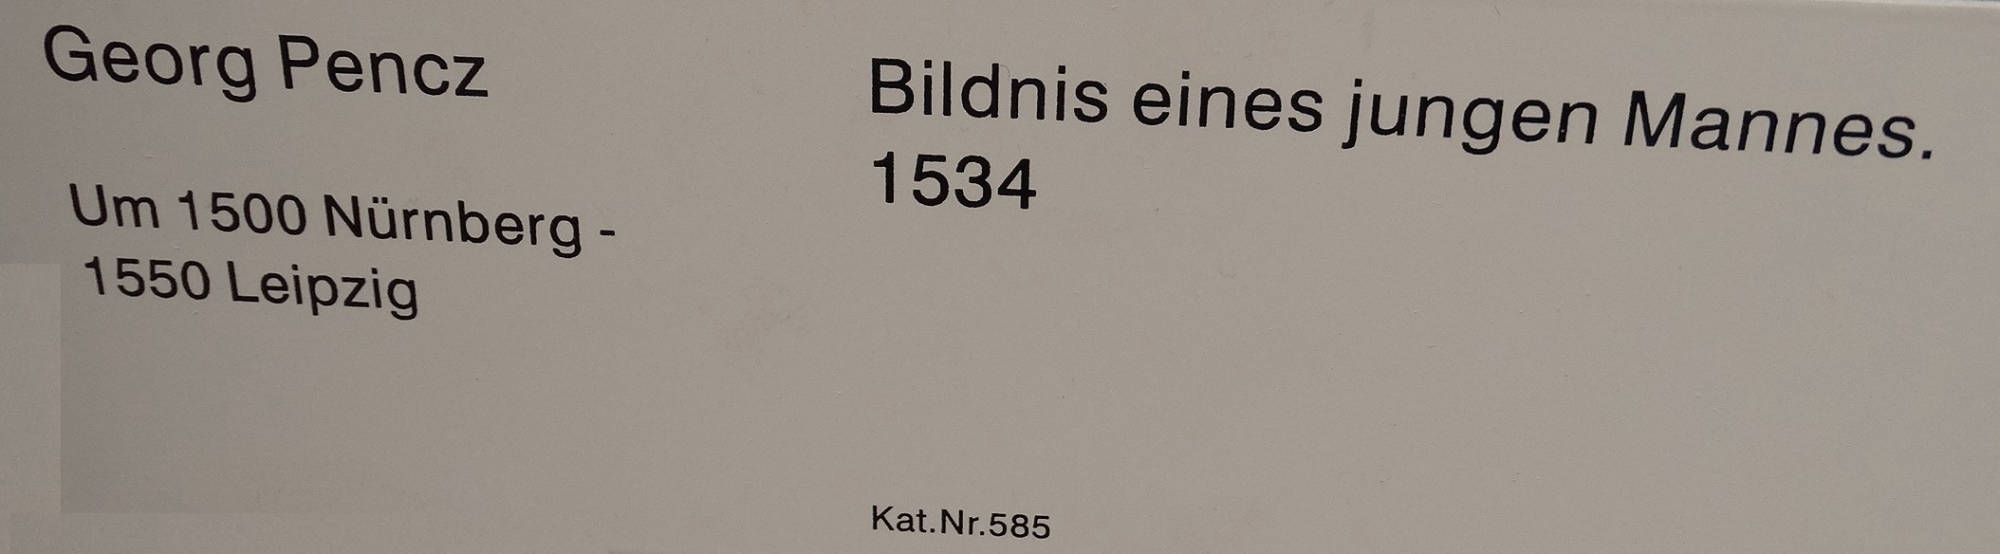 Georg Pencz
Um 1500 Nürnberg -
1550 Leipzig
Bildnis eines jungen Mannes.
1534
Kat.Nr.585